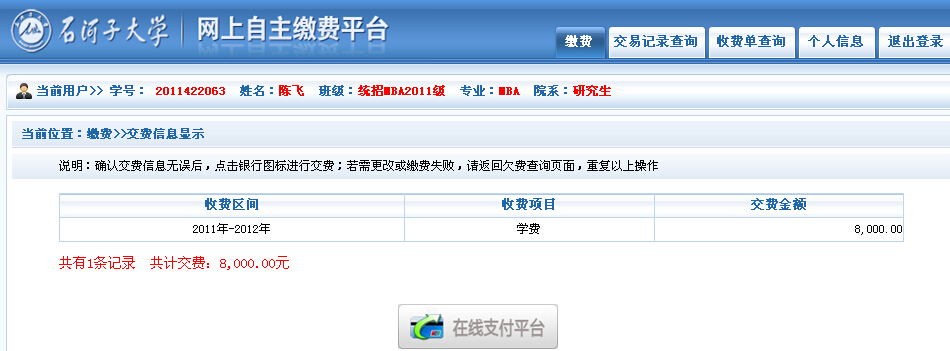 石河子大学 网上自主缴费平台
缴费 交易记录查询 收费单查询 个人信息 退出登录
当前用户>> 学号： 2011422063 姓名：陈飞 班级：统招MBA2011级 专业：MBA 院系：研究生
当前位置：缴费>>交费信息显示
说明：确认交费信息无误后，点击银行图标进行交费；若需更改或缴费失败，请返回欠费查询页面，重复以上操作
收费区间 收费项目 交费金额
2011年-2012年 学费 8,000.00
共有1条记录 共计交费：8,000.00元
在线支付平台